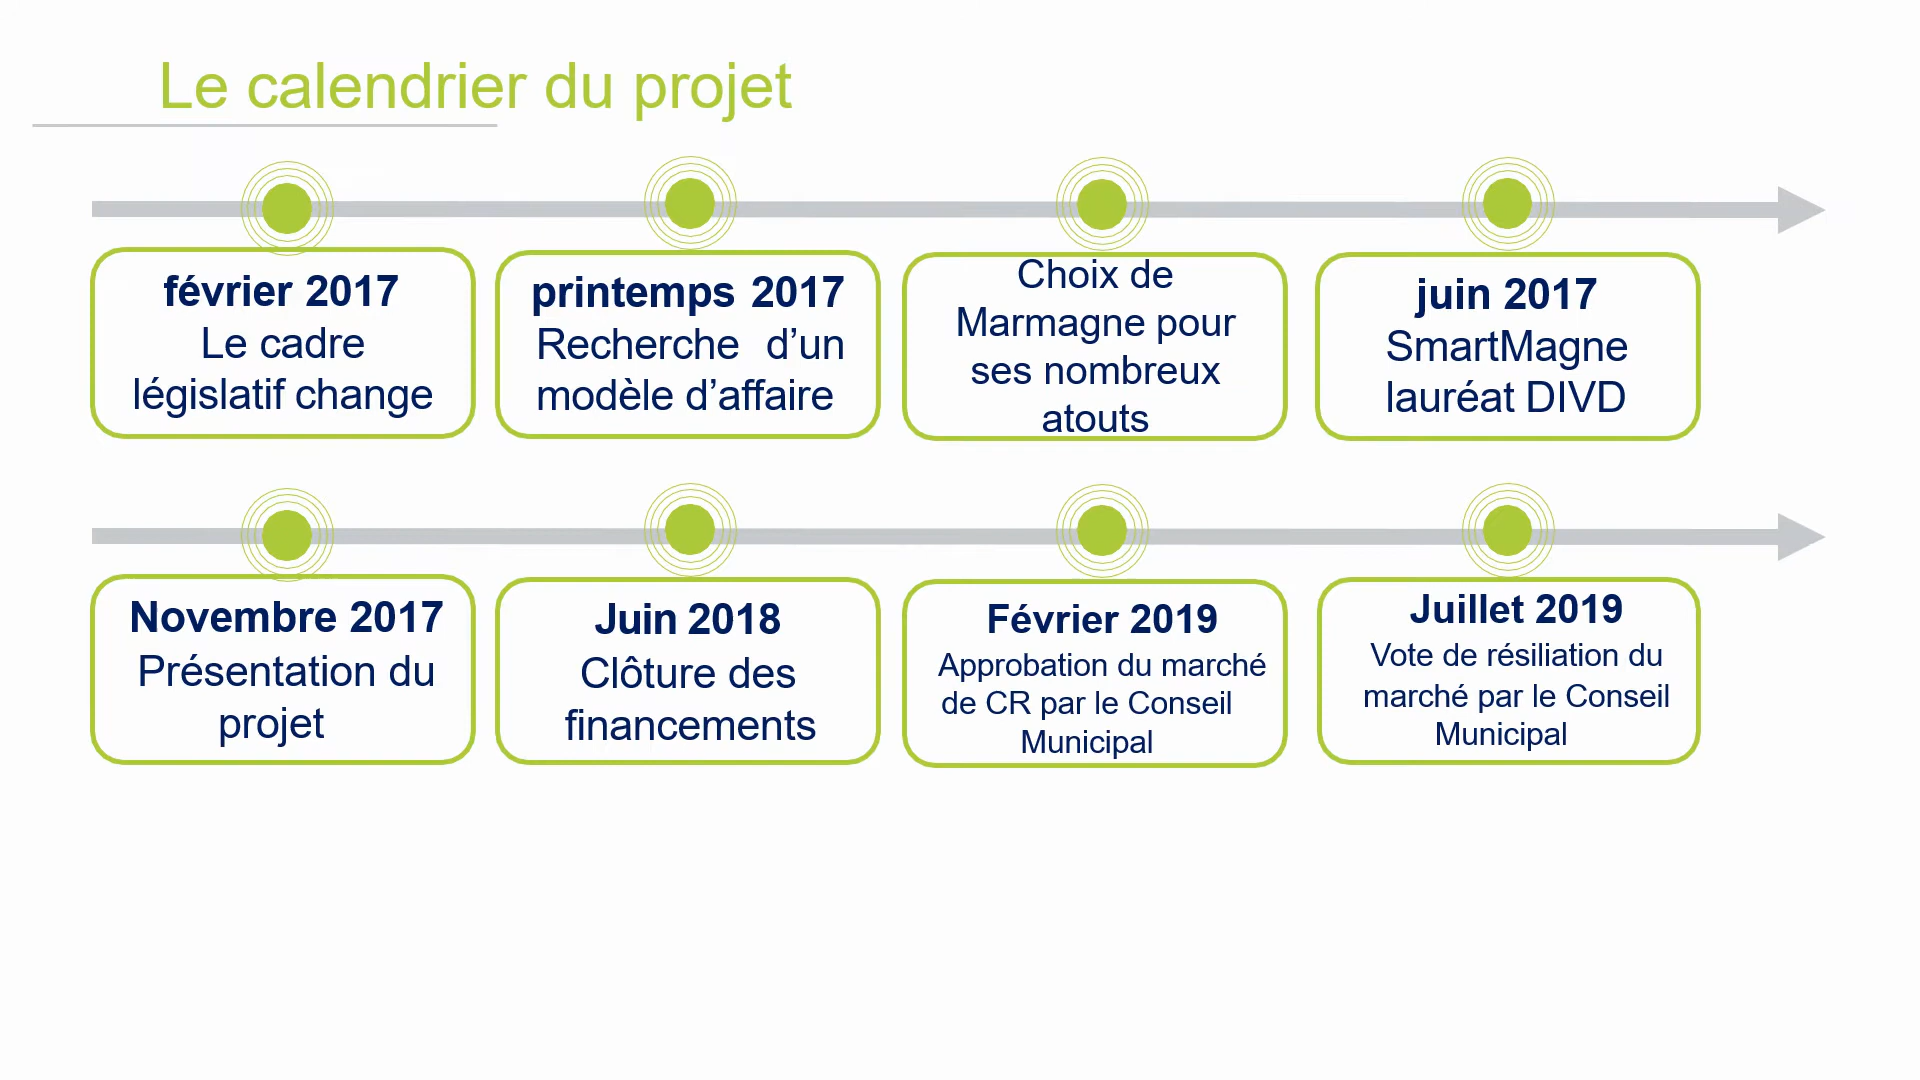 Le calendrier du projet
février 2017
Le cadre
législatif change
printemps 2017
Recherche d’un
modèle d’affaire
Choix de
Marmagne pour
ses nombreux
atouts
juin 2017
SmartMagne
lauréat DIVD
Novembre 2017
Présentation du
projet
Juin 2018
Clôture des
financements
Février 2019
Approbation du marché
de CR par le Conseil
Municipal
Juillet 2019
Vote de résiliation du
marché par le Conseil
Municipal